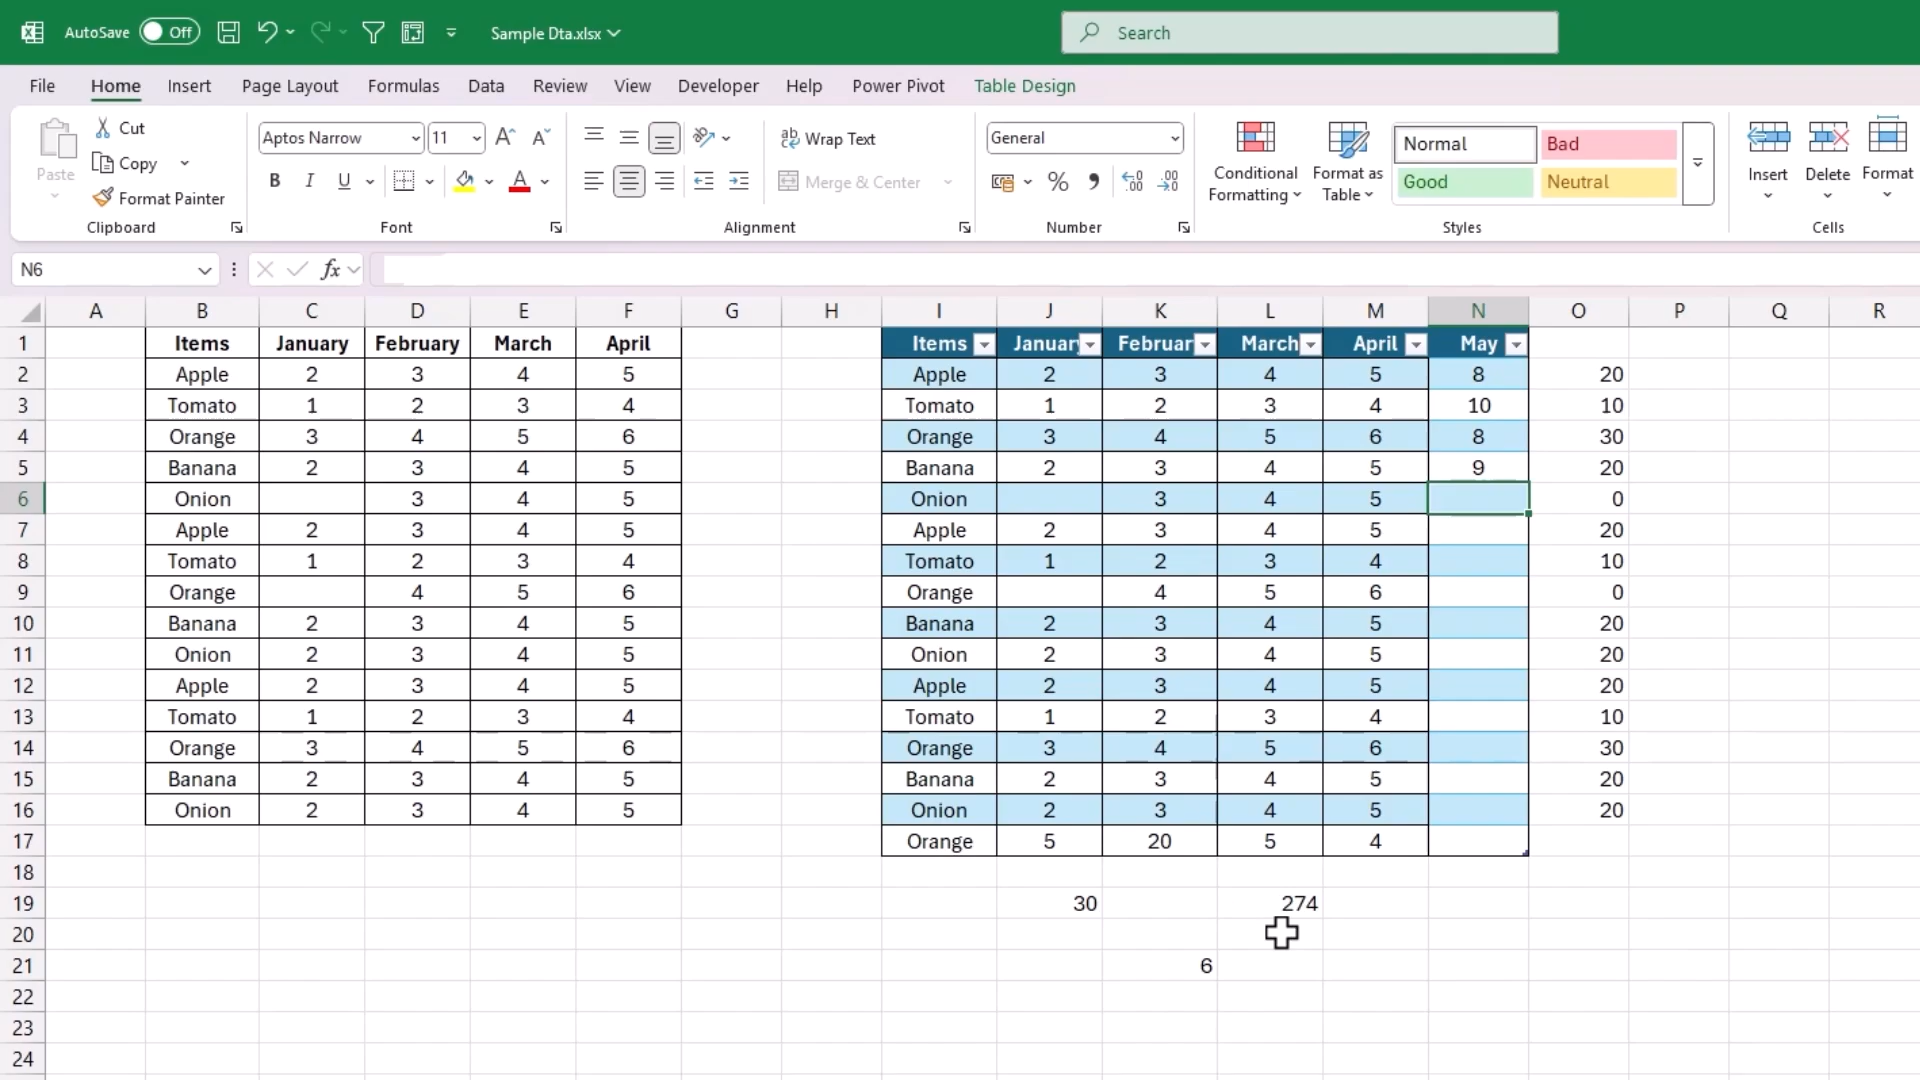 AutoSave Off Sample Dta.xlsx Search
File Home Insert Page Layout Formulas Data Review View Developer Help Power Pivot Table Design
Paste Cut Copy Format Painter Clipboard
Aptos Narrow 11 B I U A Font
ab Wrap Text Merge & Center Alignment
General % Number
Conditional Formatting Format as Table Normal Bad Good Neutral Styles
Insert Delete Format Cells
N6 fx
A B C D E F G H I J K L M N O P Q R
1 Items January February March April Items Januar Februar March April May
2 Apple 2 3 4 5 Apple 2 3 4 5 8 20
3 Tomato 1 2 3 4 Tomato 1 2 3 4 10 10
4 Orange 3 4 5 6 Orange 3 4 5 6 8 30
5 Banana 2 3 4 5 Banana 2 3 4 5 9 20
6 Onion 3 4 5 Onion 3 4 5 0
7 Apple 2 3 4 5 Apple 2 3 4 5 20
8 Tomato 1 2 3 4 Tomato 1 2 3 4 10
9 Orange 4 5 6 Orange 4 5 6 0
10 Banana 2 3 4 5 Banana 2 3 4 5 20
11 Onion 2 3 4 5 Onion 2 3 4 5 20
12 Apple 2 3 4 5 Apple 2 3 4 5 20
13 Tomato 1 2 3 4 Tomato 1 2 3 4 10
14 Orange 3 4 5 6 Orange 3 4 5 6 30
15 Banana 2 3 4 5 Banana 2 3 4 5 20
16 Onion 2 3 4 5 Onion 2 3 4 5 20
17 Orange 5 20 5 4
18
19 30 274
20
21 6
22
23
24